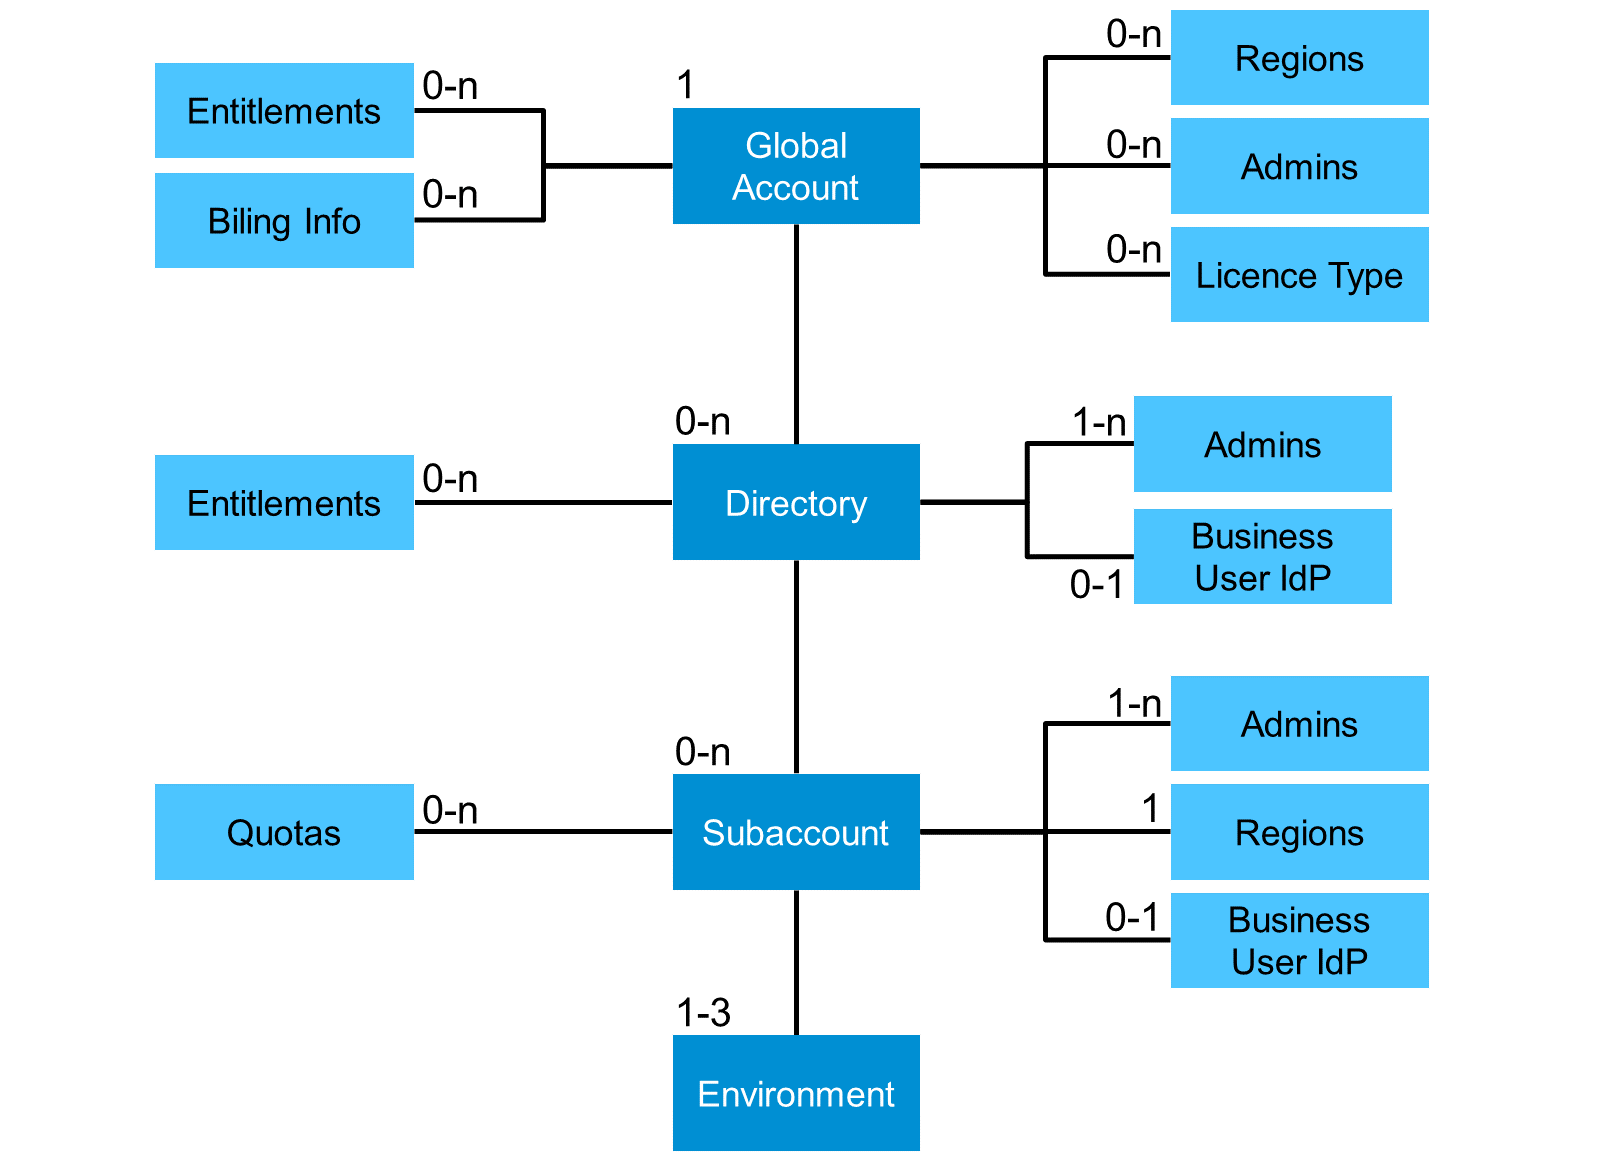 0-n
Entitlements
0-n
Biling Info
1
Global
Account
0-n
Regions
0-n
Admins
0-n
Licence Type
0-n
Entitlements
0-n
Directory
1-n
Admins
0-1
Business
User IdP
0-n
Quotas
0-n
Subaccount
1-n
Admins
1
Regions
0-1
Business
User IdP
1-3
Environment